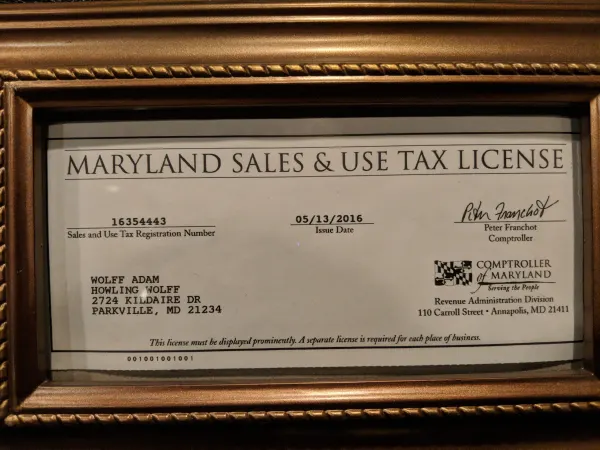 MARYLAND SALES & USE TAX LICENSE
16354443
Sales and Use Tax Registration Number
05/13/2016
Issue Date
Peter Franchot
Peter Franchot
Comptroller
WOLFF ADAM
HOWLING WOLFF
2724 KILDAIRE DR
PARKVILLE, MD 21234
COMPTROLLER
of MARYLAND
Serving the People
Revenue Administration Division
110 Carroll Street • Annapolis, MD 21411
This license must be displayed prominently. A separate license is required for each place of business.
001001001001